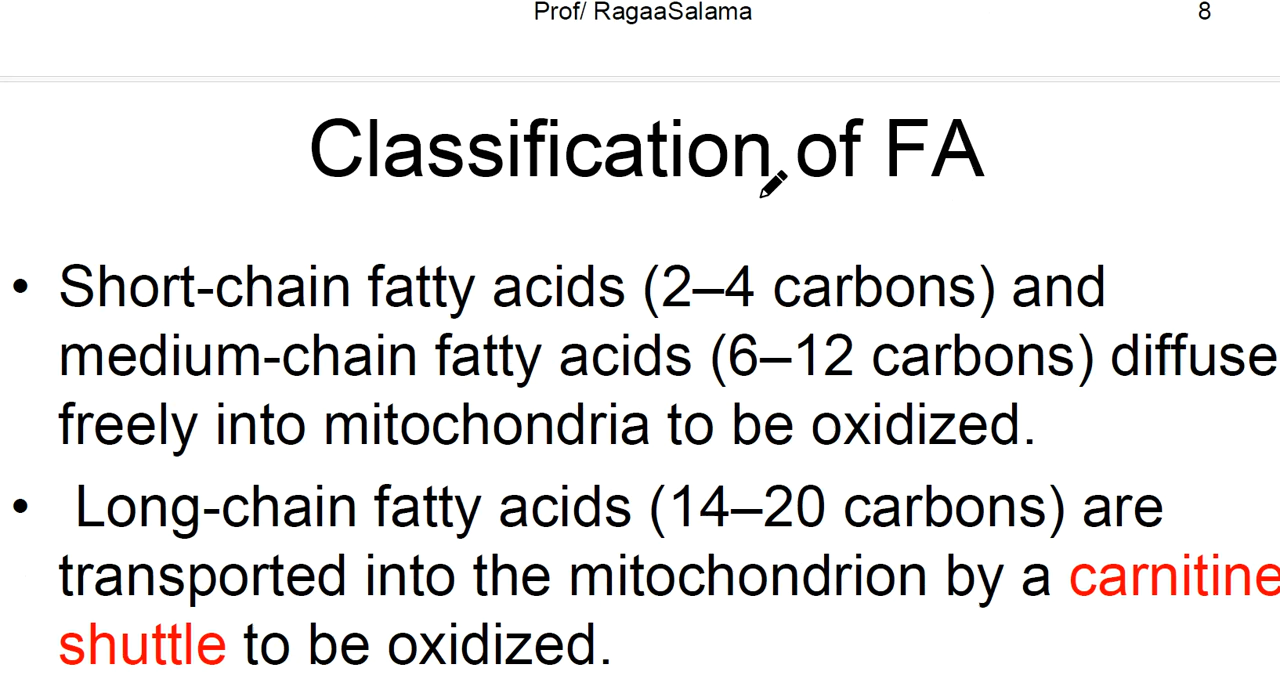 Prof/ RagaaSalama 8
Classification of FA
• Short-chain fatty acids (2–4 carbons) and
medium-chain fatty acids (6–12 carbons) diffuse
freely into mitochondria to be oxidized.
• Long-chain fatty acids (14–20 carbons) are
transported into the mitochondrion by a carnitine
shuttle to be oxidized.